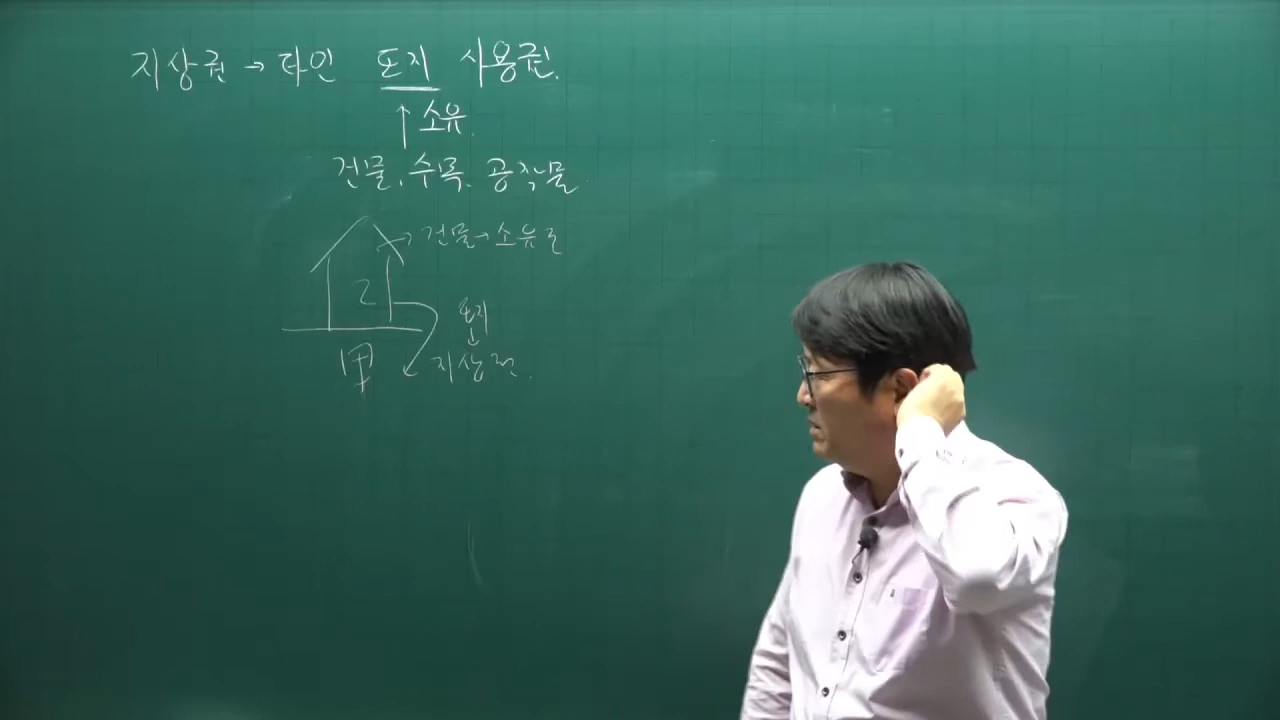 지상권 → 타인 토지 사용권.
↑ 소유.
건물, 수목, 공작물.
→ 건물 → 소유고
乙
토지
甲
지상권.